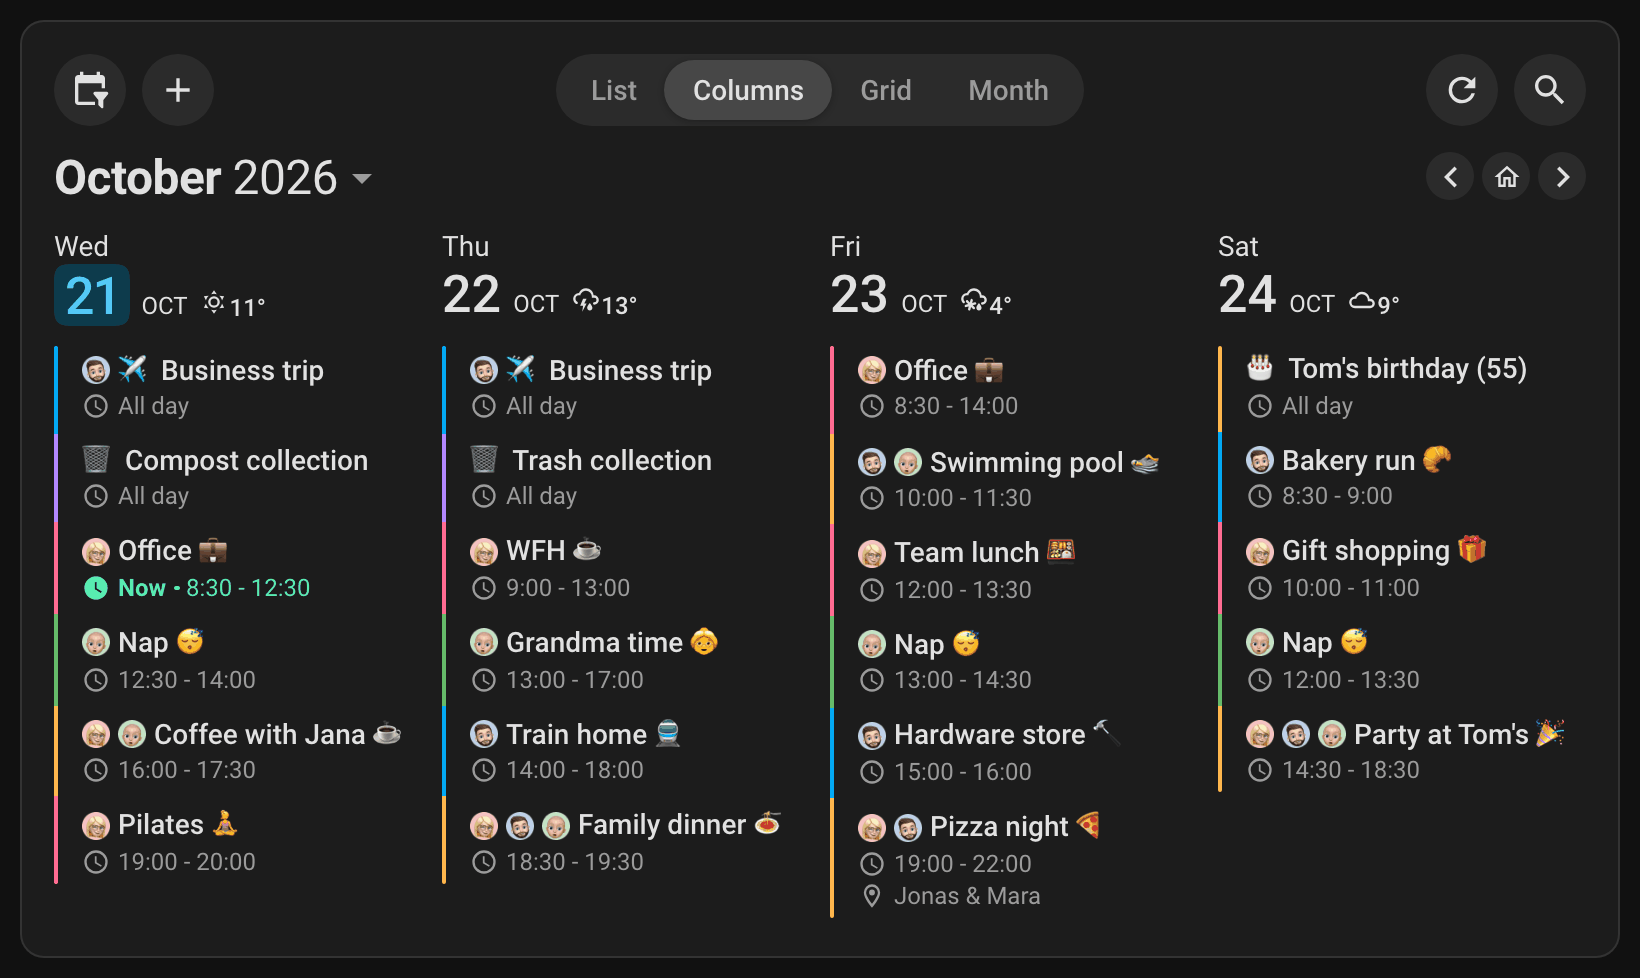 List
Columns
Grid
Month
October 2026
Wed
21 OCT 11°
Business trip
All day
Compost collection
All day
Office
Now • 8:30 - 12:30
Nap
12:30 - 14:00
Coffee with Jana
16:00 - 17:30
Pilates
19:00 - 20:00
Thu
22 OCT 13°
Business trip
All day
Trash collection
All day
WFH
9:00 - 13:00
Grandma time
13:00 - 17:00
Train home
14:00 - 18:00
Family dinner
18:30 - 19:30
Fri
23 OCT 4°
Office
8:30 - 14:00
Swimming pool
10:00 - 11:30
Team lunch
12:00 - 13:30
Nap
13:00 - 14:30
Hardware store
15:00 - 16:00
Pizza night
19:00 - 22:00
Jonas & Mara
Sat
24 OCT 9°
Tom's birthday (55)
All day
Bakery run
8:30 - 9:00
Gift shopping
10:00 - 11:00
Nap
12:00 - 13:30
Party at Tom's
14:30 - 18:30